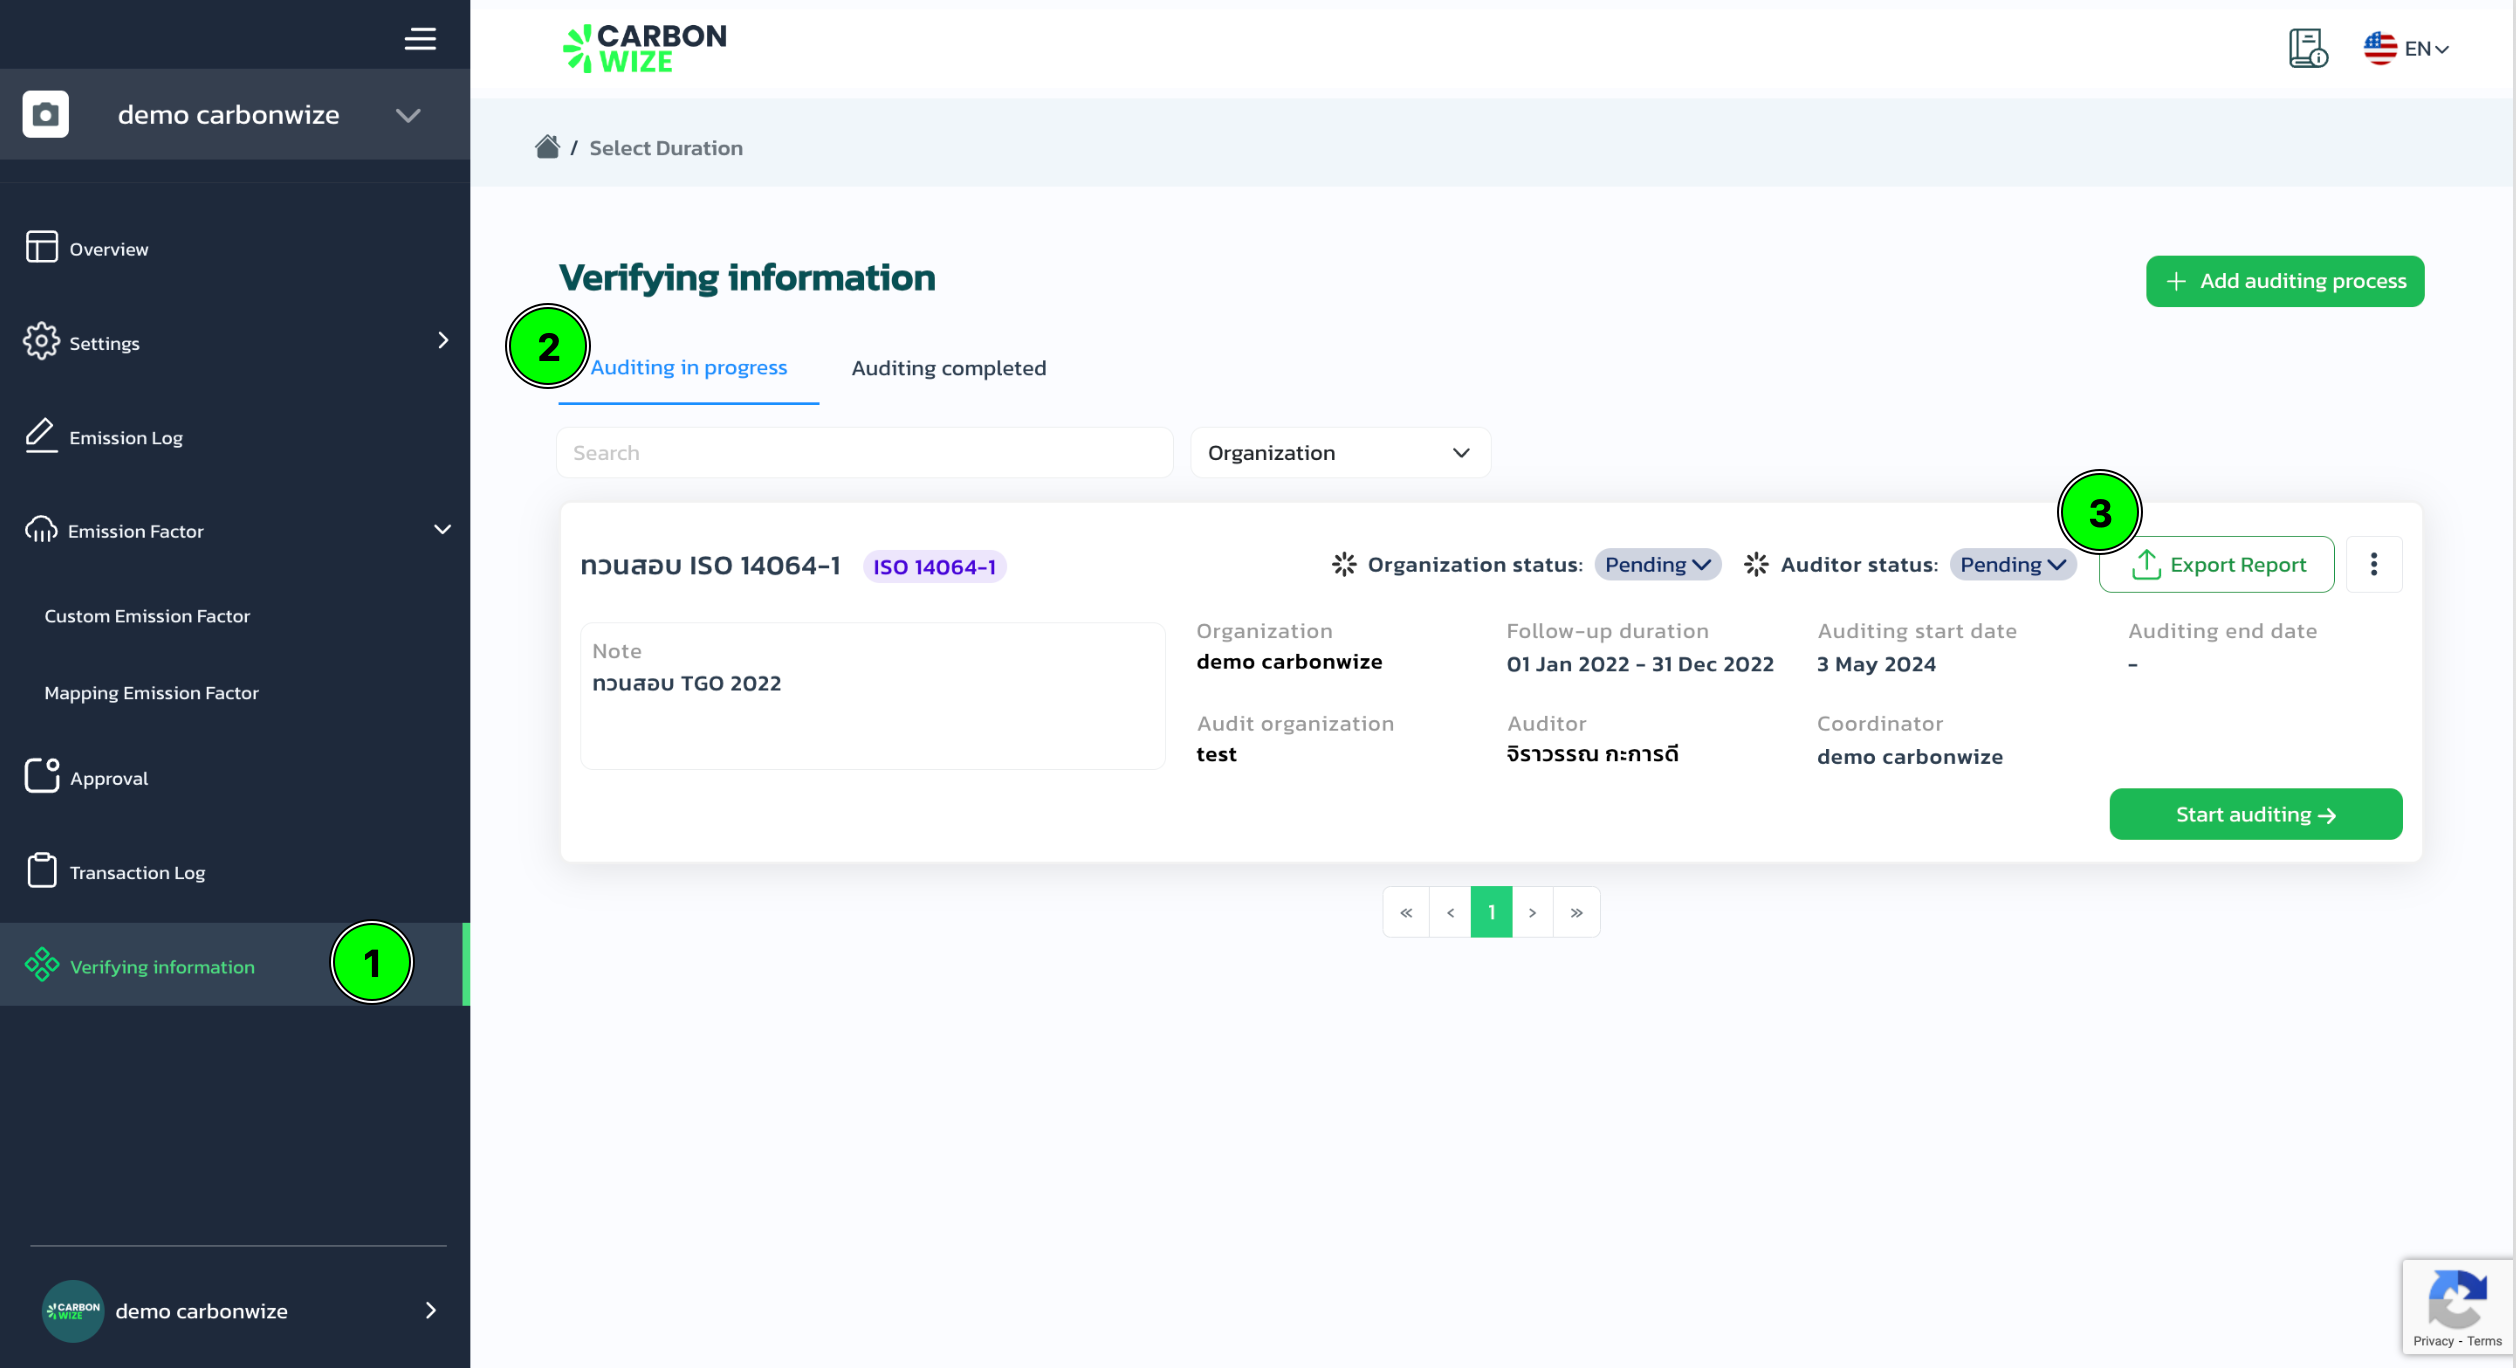 demo carbonwize
Overview
Settings
Emission Log
Emission Factor
Custom Emission Factor
Mapping Emission Factor
Approval
Transaction Log
Verifying information
1
CARBON WIZE
demo carbonwize
CARBON
WIZE
EN
/ Select Duration
Verifying information
+ Add auditing process
2
Auditing in progress
Auditing completed
Search
Organization
3
ทวนสอบ ISO 14064-1
ISO 14064-1
Organization status: Pending
Auditor status: Pending
Export Report
Note
ทวนสอบ TGO 2022
Organization
demo carbonwize
Follow-up duration
01 Jan 2022 - 31 Dec 2022
Auditing start date
3 May 2024
Auditing end date
-
Audit organization
test
Auditor
จิราวรรณ กะการดี
Coordinator
demo carbonwize
Start auditing →
« < 1 > »
Privacy - Terms